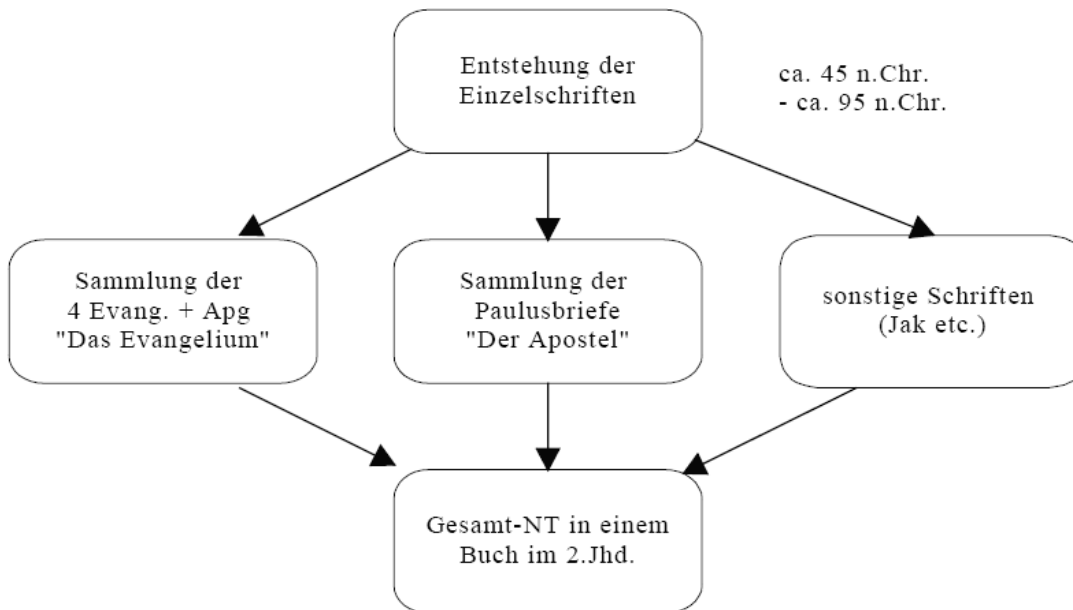 Entstehung der
Einzelschriften
ca. 45 n.Chr.
- ca. 95 n.Chr.
Sammlung der
4 Evang. + Apg
"Das Evangelium"
Sammlung der
Paulusbriefe
"Der Apostel"
sonstige Schriften
(Jak etc.)
Gesamt-NT in einem
Buch im 2.Jhd.